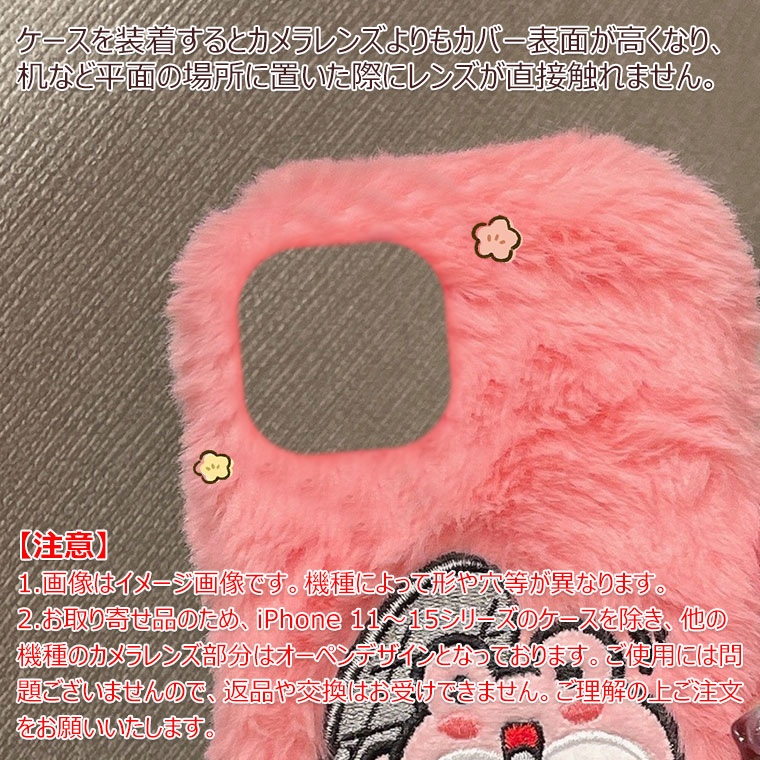 ケースを装着するとカメラレンズよりもカバー表面が高くなり、
机など平面の場所に置いた際にレンズが直接触れません。
【注意】
1.画像はイメージ画像です。機種によって形や穴等が異なります。
2.お取り寄せ品のため、iPhone 11～15シリーズのケースを除き、他の
機種のカメラレンズ部分はオーペンデザインとなっております。ご使用には問
題ございませんので、返品や交換はお受けできません。ご理解の上ご注文
をお願いいたします。